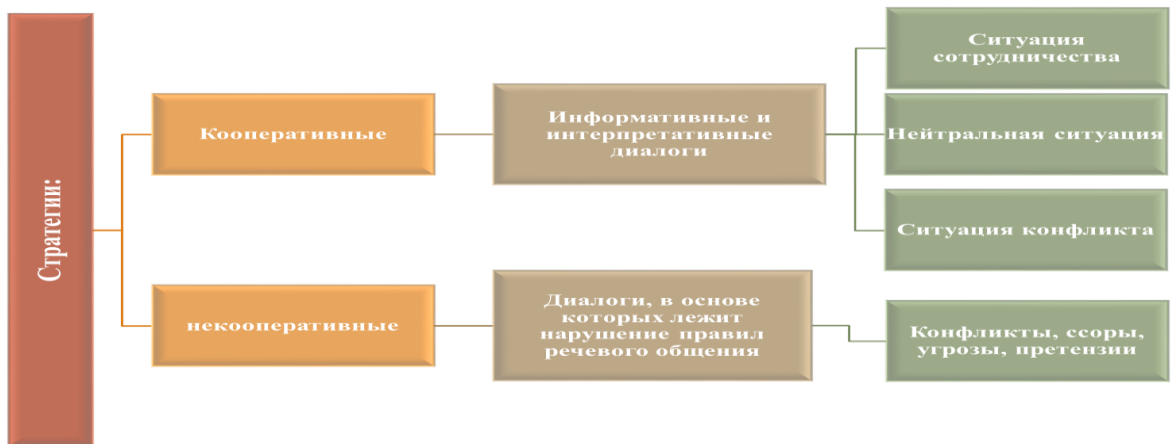 Стратегии:
Кооперативные
Информативные и
интерпретативные
диалоги
Ситуация
сотрудничества
Нейтральная ситуация
Ситуация конфликта
некооперативные
Диалоги, в основе
которых лежит
нарушение правил
речевого общения
Конфликты, ссоры,
угрозы, претензии